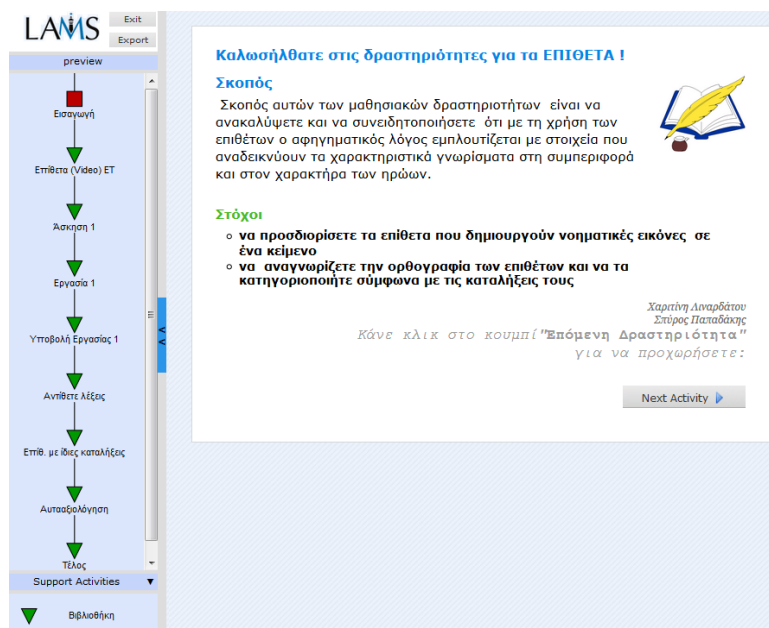 LAMS
Exit
Export
preview
Εισαγωγή
Επίθετα (Video) ET
Άσκηση 1
Εργασία 1
Υποβολή Εργασίας 1
Αντίθετε λέξεις
Επίθ. με ίδιες καταλήξεις
Αυτααξιολόγηση
Τέλος
Support Activities
Βιβλιοθήκη
Καλωσήλθατε στις δραστηριότητες για τα ΕΠΙΘΕΤΑ !
Σκοπός
Σκοπός αυτών των μαθησιακών δραστηριοτήτων είναι να
ανακαλύψετε και να συνειδητοποιήσετε ότι με τη χρήση των
επιθέτων ο αφηγηματικός λόγος εμπλουτίζεται με στοιχεία που
αναδεικνύουν τα χαρακτηριστικά γνωρίσματα στη συμπεριφορά
και στον χαρακτήρα των ηρώων.
Στόχοι
να προσδιορίσετε τα επίθετα που δημιουργούν νοηματικές εικόνες σε
ένα κείμενο
να αναγνωρίζετε την ορθογραφία των επιθέτων και να τα
κατηγοριοποιήτε σύμφωνα με τις καταλήξεις τους
Χαριτίνη Λιναρδάτου
Σπύρος Παπαδάκης
Κάνε κλικ στο κουμπί"Επόμενη Δραστηριότητα"
για να προχωρήσετε:
Next Activity